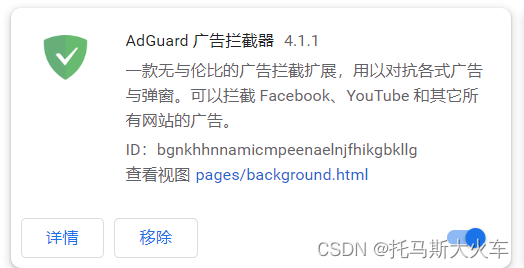 AdGuard 广告拦截器 4.1.1
一款无与伦比的广告拦截扩展，用以对抗各式广告
与弹窗。可以拦截 Facebook、YouTube 和其它所
有网站的广告。
ID：bgnkhhnnamicmpeenaelnjfhikgbkllg
查看视图 pages/background.html
详情 移除
CSDN @托马斯大火车